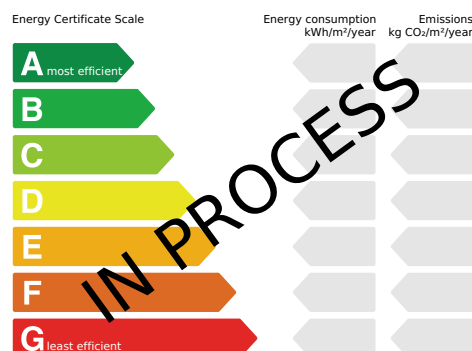 Energy Certificate Scale
Energy consumption
kWh/m²/year
Emissions
kg CO₂/m²/year
A most efficient
B
C
D
E
F
G least efficient
IN PROCESS